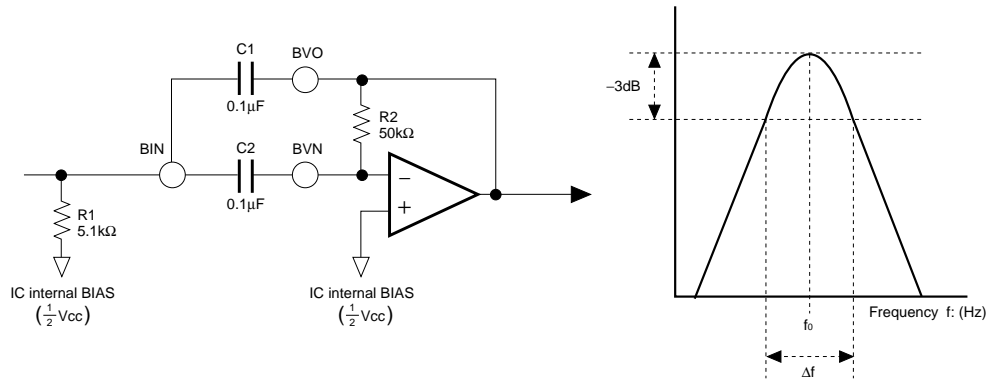 C1
BVO
0.1μF
R2
50kΩ
BIN
C2
BVN
0.1μF
−
+
R1
5.1kΩ
IC internal BIAS
(1/2 Vcc)
IC internal BIAS
(1/2 Vcc)
−3dB
Frequency f: (Hz)
f0
Δf